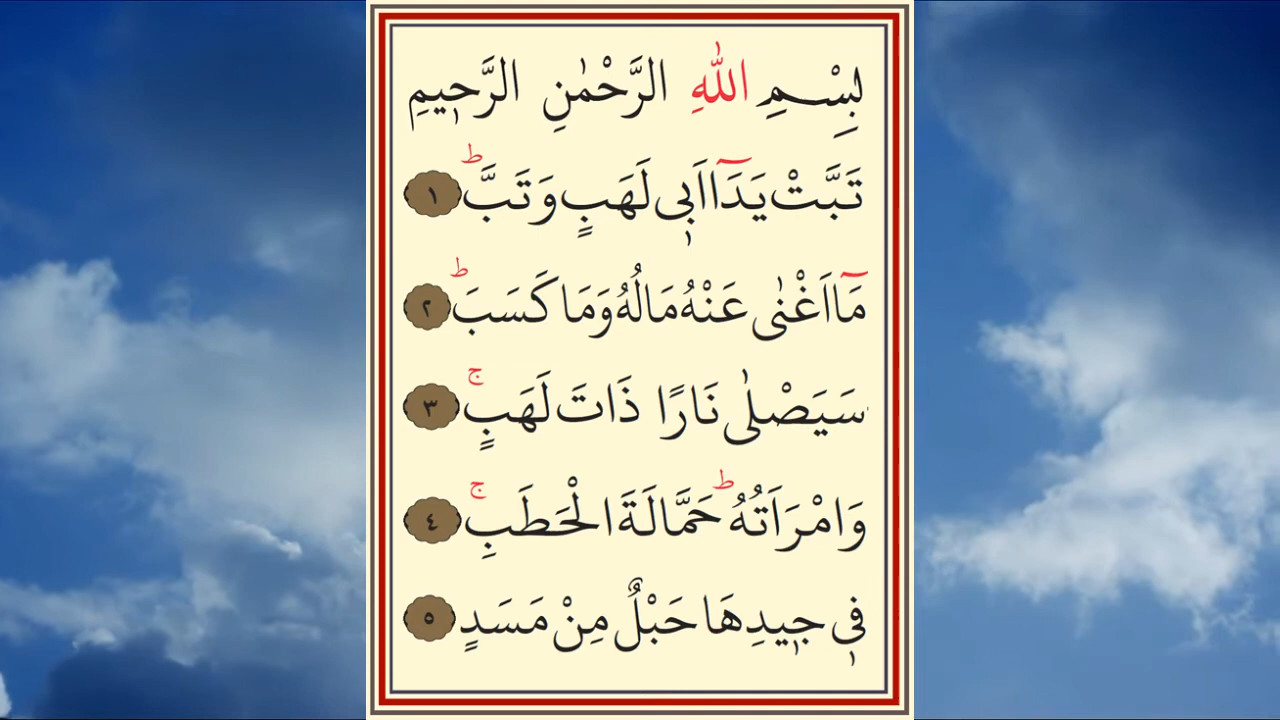 بِسْمِ اللّٰهِ الرَّحْمٰنِ الرَّح۪يمِ
تَبَّتْ يَدَٓا اَب۪ى لَهَبٍ وَتَبَّۜ ١
مَٓا اَغْنٰى عَنْهُ مَالُهُ وَمَا كَسَبَۜ ٢
سَيَصْلٰى نَارًا ذَاتَ لَهَبٍۚ ٣
وَامْرَاَتُهُۜ حَمَّالَةَ الْحَطَبِۚ ٤
ف۪ى ج۪يدِهَا حَبْلٌ مِنْ مَسَدٍ ٥